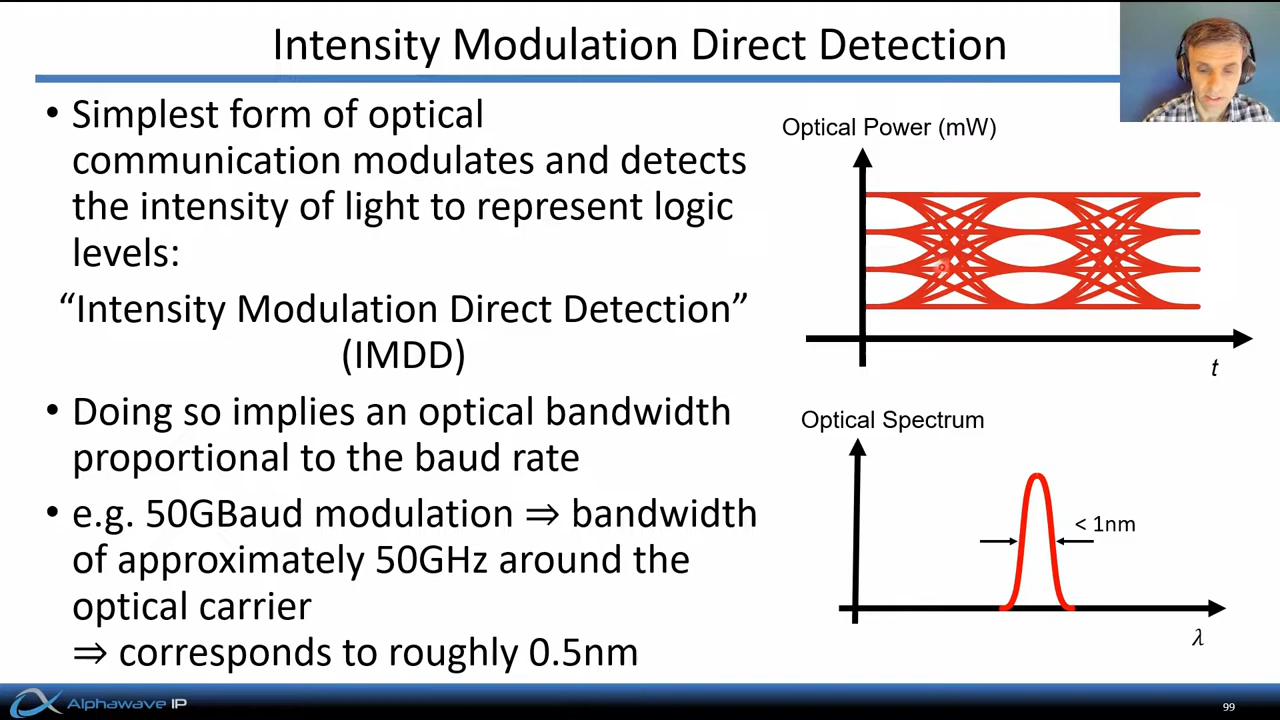 Intensity Modulation Direct Detection
• Simplest form of optical
communication modulates and detects
the intensity of light to represent logic
levels:
“Intensity Modulation Direct Detection”
(IMDD)
• Doing so implies an optical bandwidth
proportional to the baud rate
• e.g. 50GBaud modulation ⇒ bandwidth
of approximately 50GHz around the
optical carrier
⇒ corresponds to roughly 0.5nm
Optical Power (mW)
t
Optical Spectrum
< 1nm
λ
Alphawave IP
99